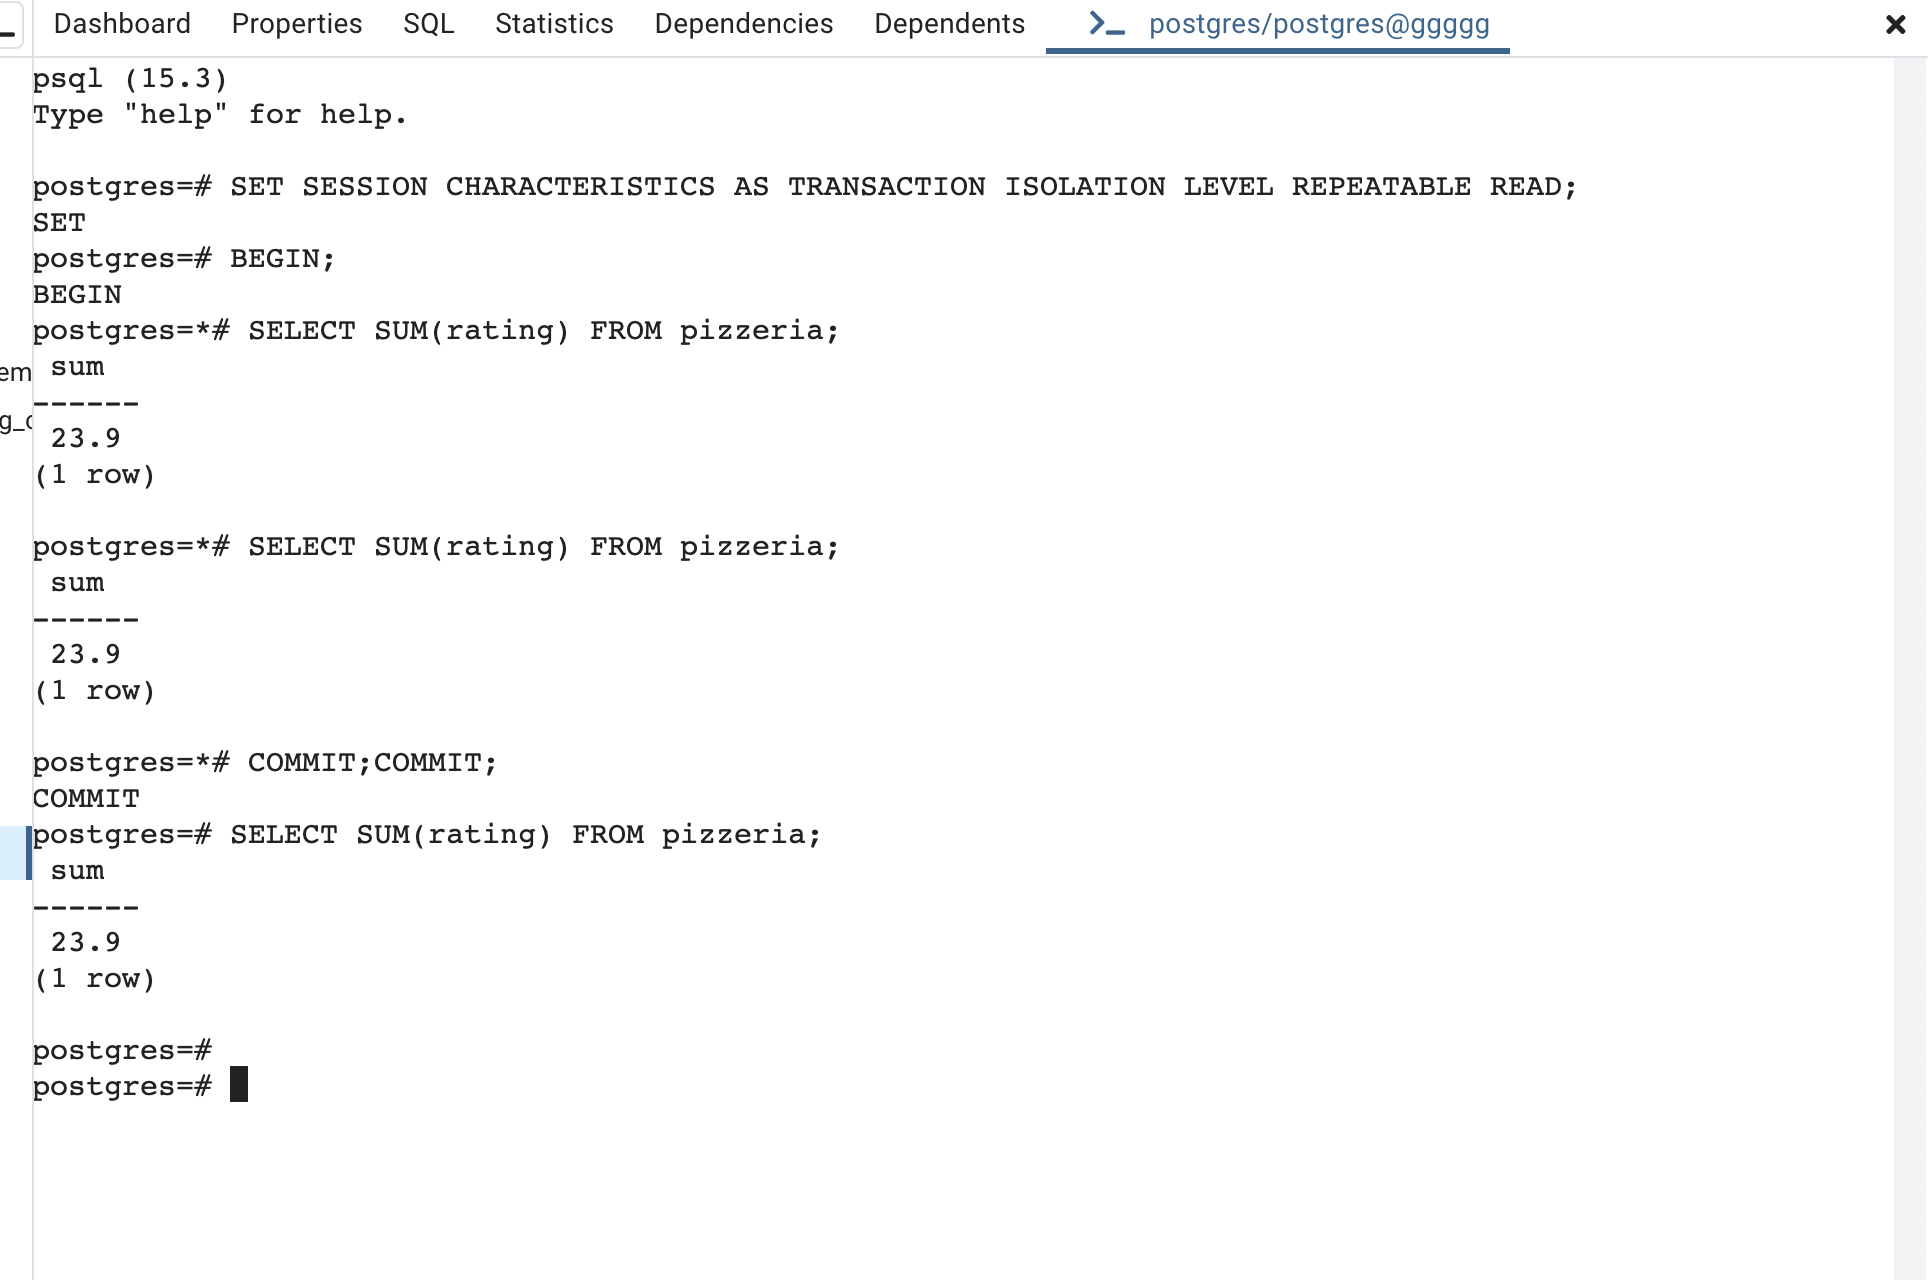 Dashboard Properties SQL Statistics Dependencies Dependents >_ postgres/postgres@ggggg ×
psql (15.3)
Type "help" for help.
postgres=# SET SESSION CHARACTERISTICS AS TRANSACTION ISOLATION LEVEL REPEATABLE READ;
SET
postgres=# BEGIN;
BEGIN
postgres=*# SELECT SUM(rating) FROM pizzeria;
sum
------
23.9
(1 row)
postgres=*# SELECT SUM(rating) FROM pizzeria;
sum
------
23.9
(1 row)
postgres=*# COMMIT;COMMIT;
COMMIT
postgres=# SELECT SUM(rating) FROM pizzeria;
sum
------
23.9
(1 row)
postgres=#
postgres=#